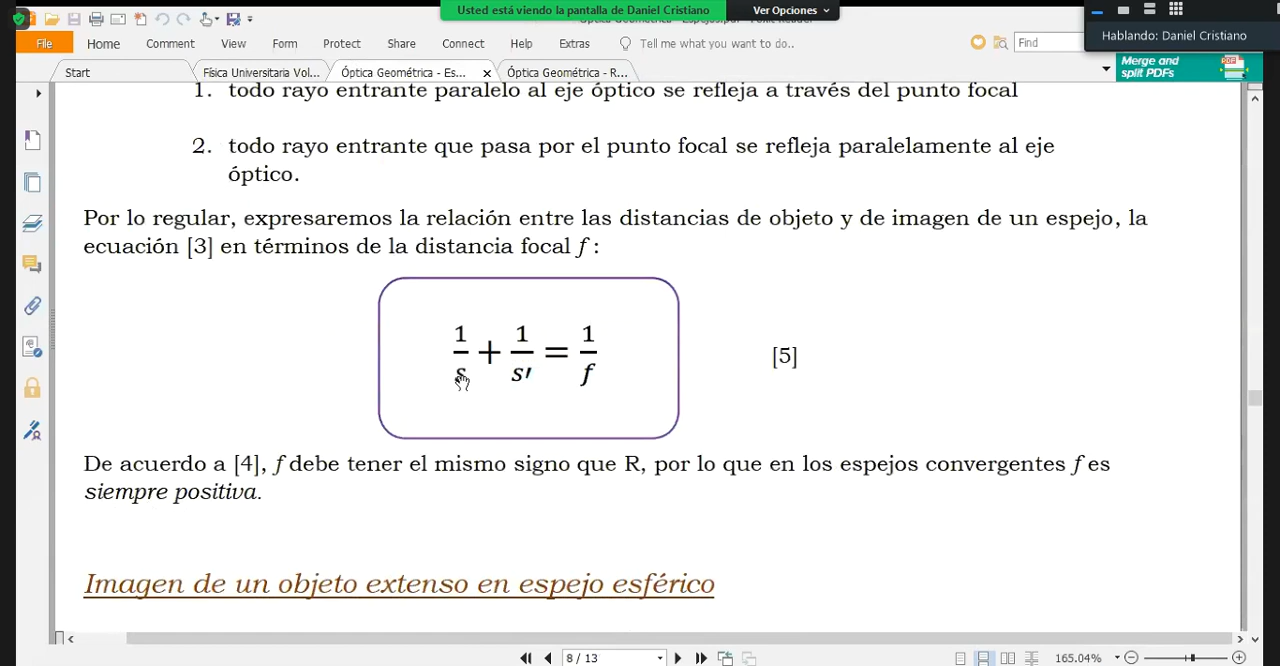 Usted está viendo la pantalla de Daniel Cristiano
Ver Opciones
Hablando: Daniel Cristiano
File Home Comment View Form Protect Share Connect Help Extras Tell me what you want to do.. Find
Start Física Universitaria Vol... Óptica Geométrica - Es... × Óptica Geométrica - R...
Merge and
split PDFs
1. todo rayo entrante paralelo al eje óptico se refleja a través del punto focal
2. todo rayo entrante que pasa por el punto focal se refleja paralelamente al eje
óptico.
Por lo regular, expresaremos la relación entre las distancias de objeto y de imagen de un espejo, la
ecuación [3] en términos de la distancia focal f :
1/s + 1/s′ = 1/f [5]
De acuerdo a [4], f debe tener el mismo signo que R, por lo que en los espejos convergentes f es
siempre positiva.
Imagen de un objeto extenso en espejo esférico
8 / 13
165.04%